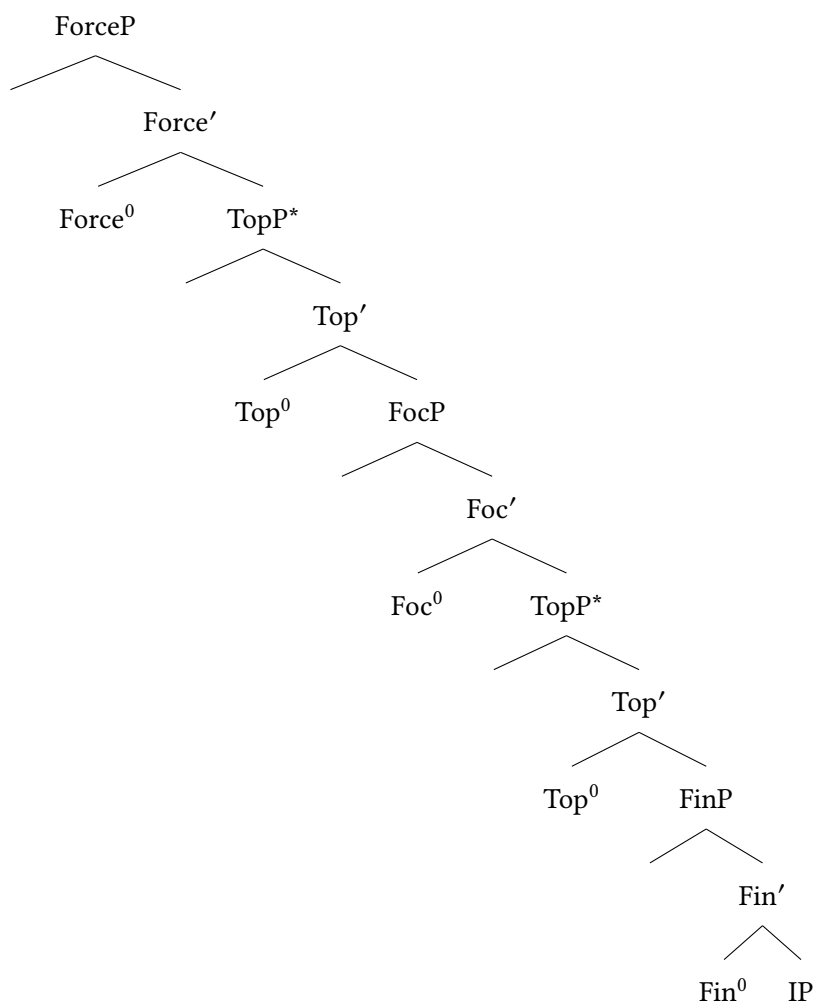 ForceP
Force′
Force⁰ TopP*
Top′
Top⁰ FocP
Foc′
Foc⁰ TopP*
Top′
Top⁰ FinP
Fin′
Fin⁰ IP